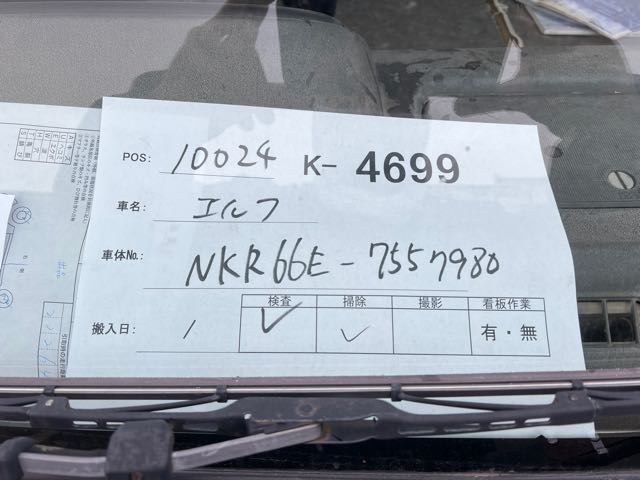 POS: 10024 K- 4699
車名: エルフ
車体No.: NKR66E-7557980
検査 掃除 撮影 看板作業
搬入日: / ✓ ✓ 有・無